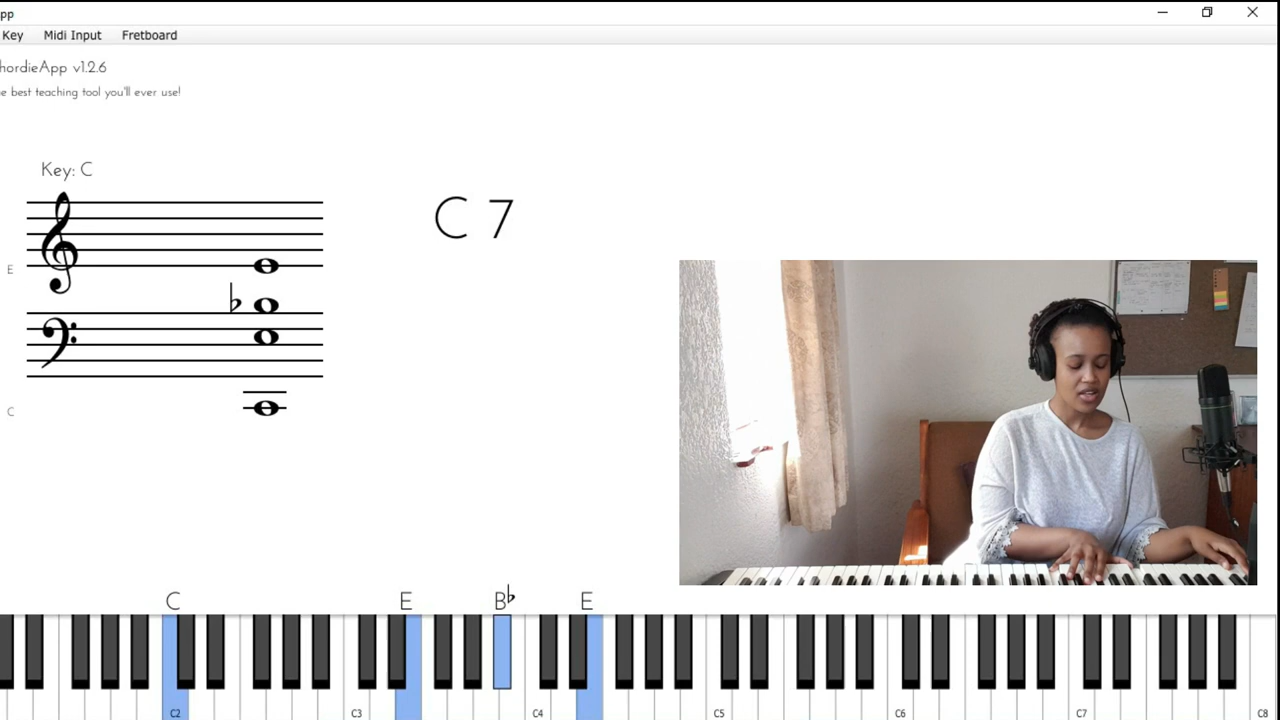 pp
Key Midi Input Fretboard
hordieApp v1.2.6
e best teaching tool you'll ever use!
Key: C
C 7
E
C
C E B♭ E
C2 C3 C4 C5 C6 C7 C8